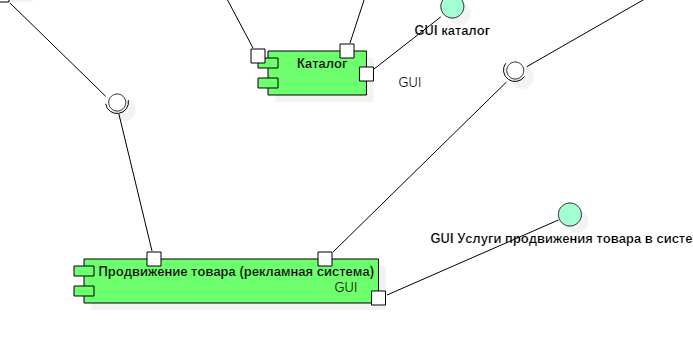 GUI каталог
Каталог
GUI
GUI Услуги продвижения товара в систе
Продвижение товара (рекламная система)
GUI